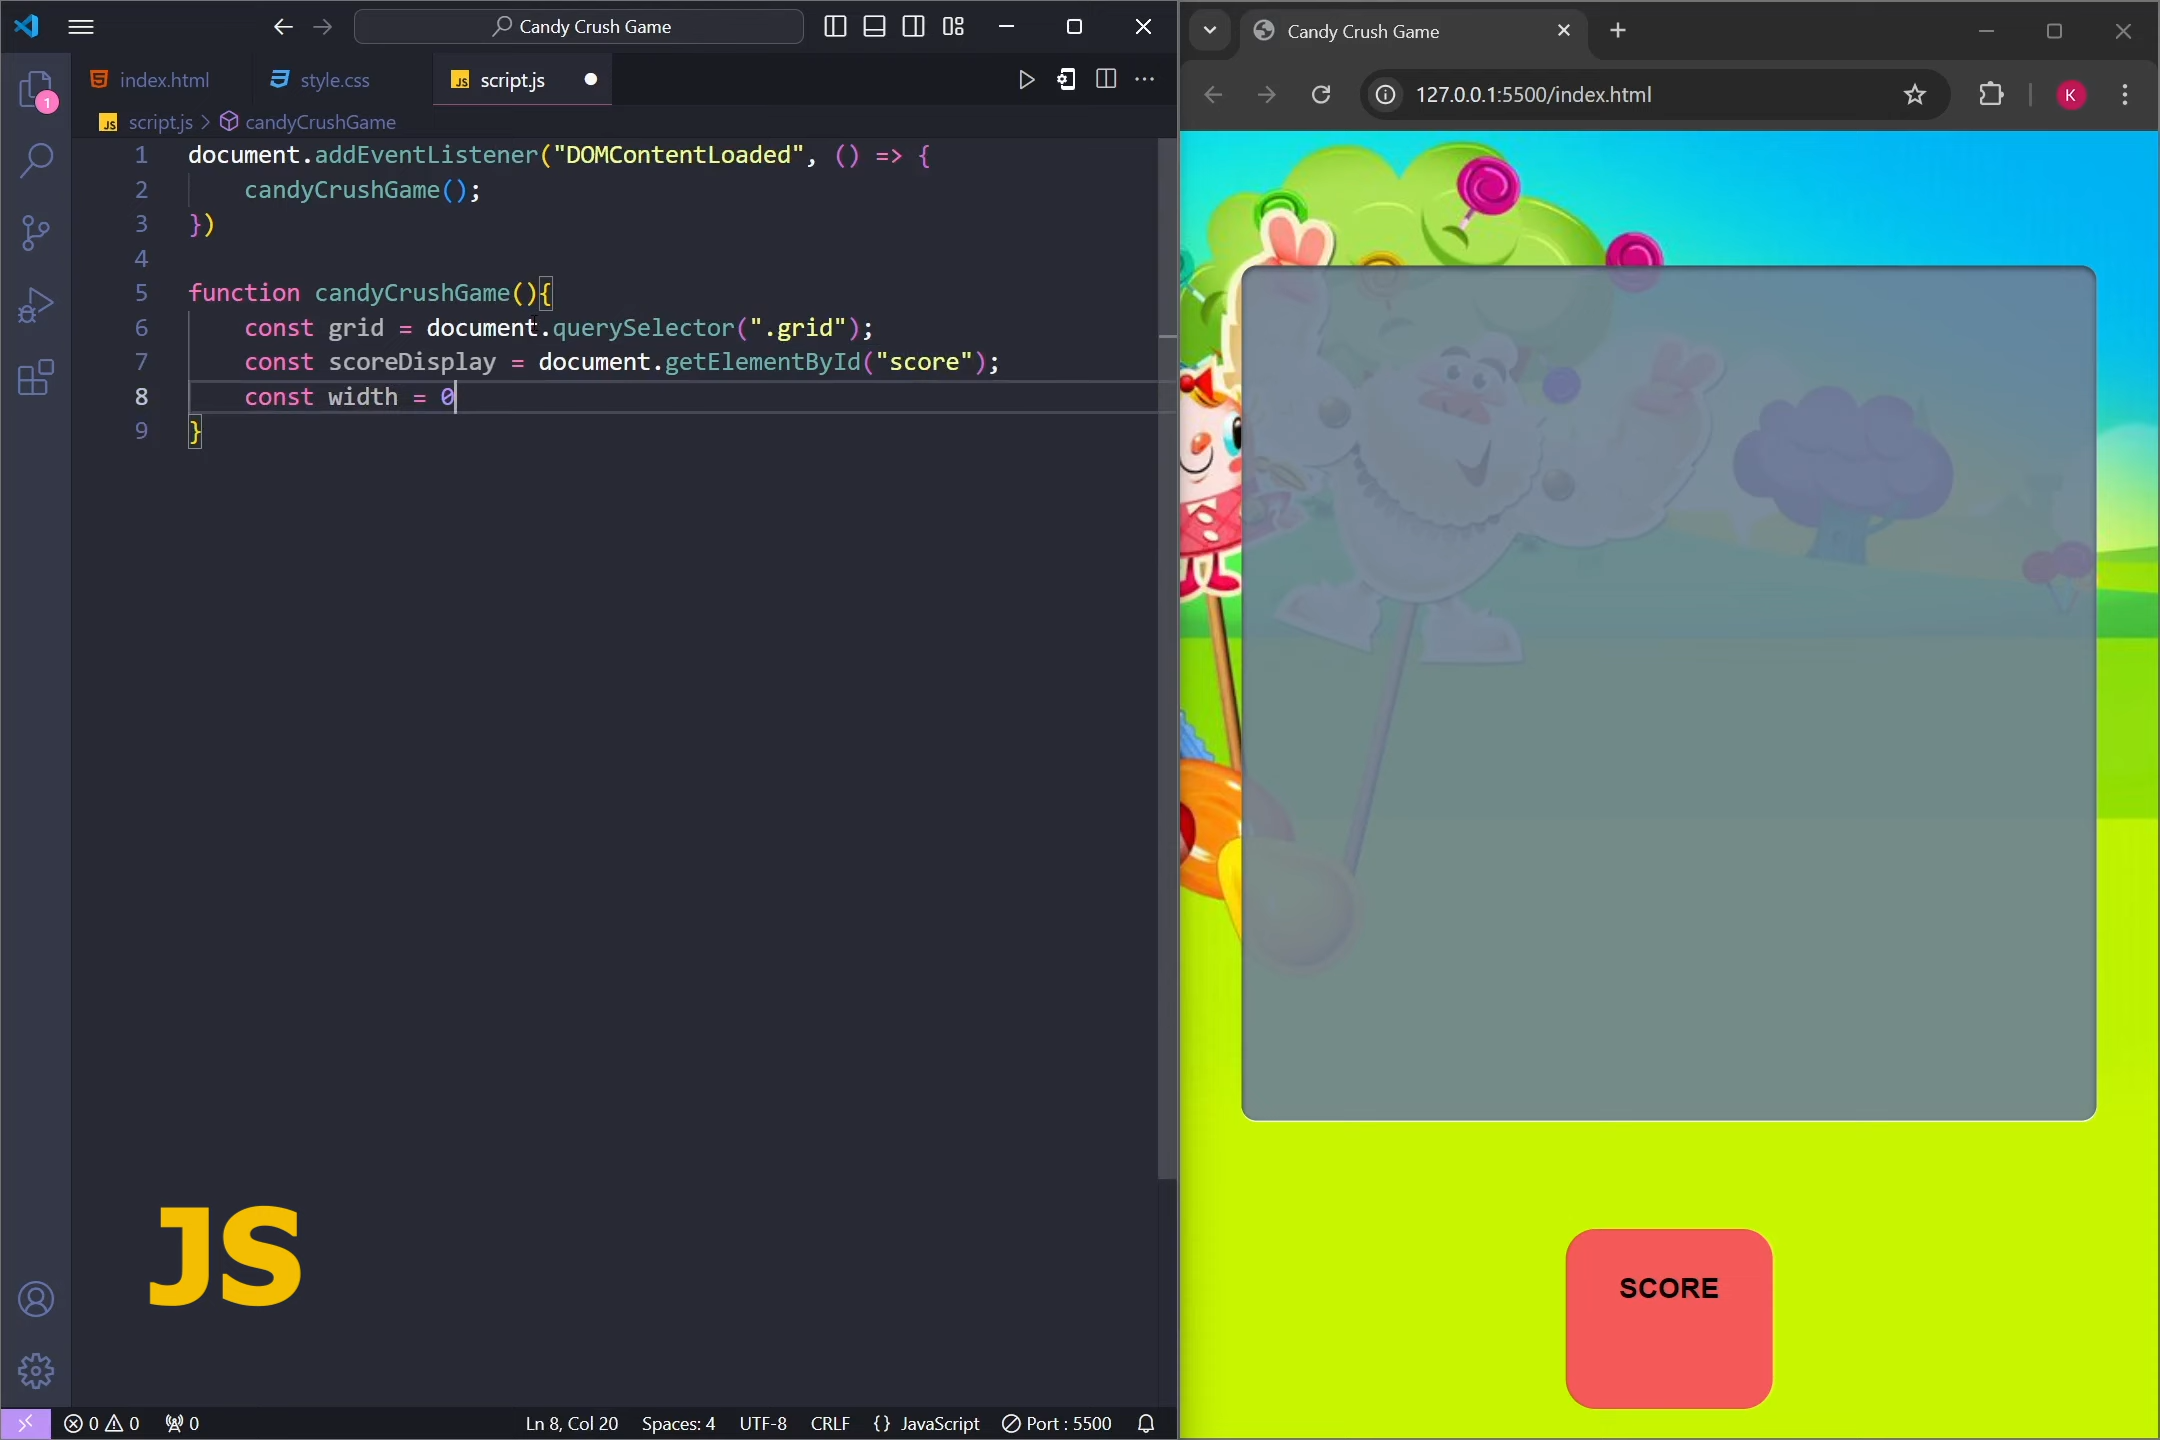 Candy Crush Game
index.html
style.css
JS script.js
1
JS script.js > candyCrushGame
1 document.addEventListener("DOMContentLoaded", () => {
2 candyCrushGame();
3 })
4
5 function candyCrushGame(){
6 const grid = document.querySelector(".grid");
7 const scoreDisplay = document.getElementById("score");
8 const width = 0
9 }
JS
0 0 0 Ln 8, Col 20 Spaces: 4 UTF-8 CRLF {} JavaScript Port : 5500
Candy Crush Game
127.0.0.1:5500/index.html
K
SCORE